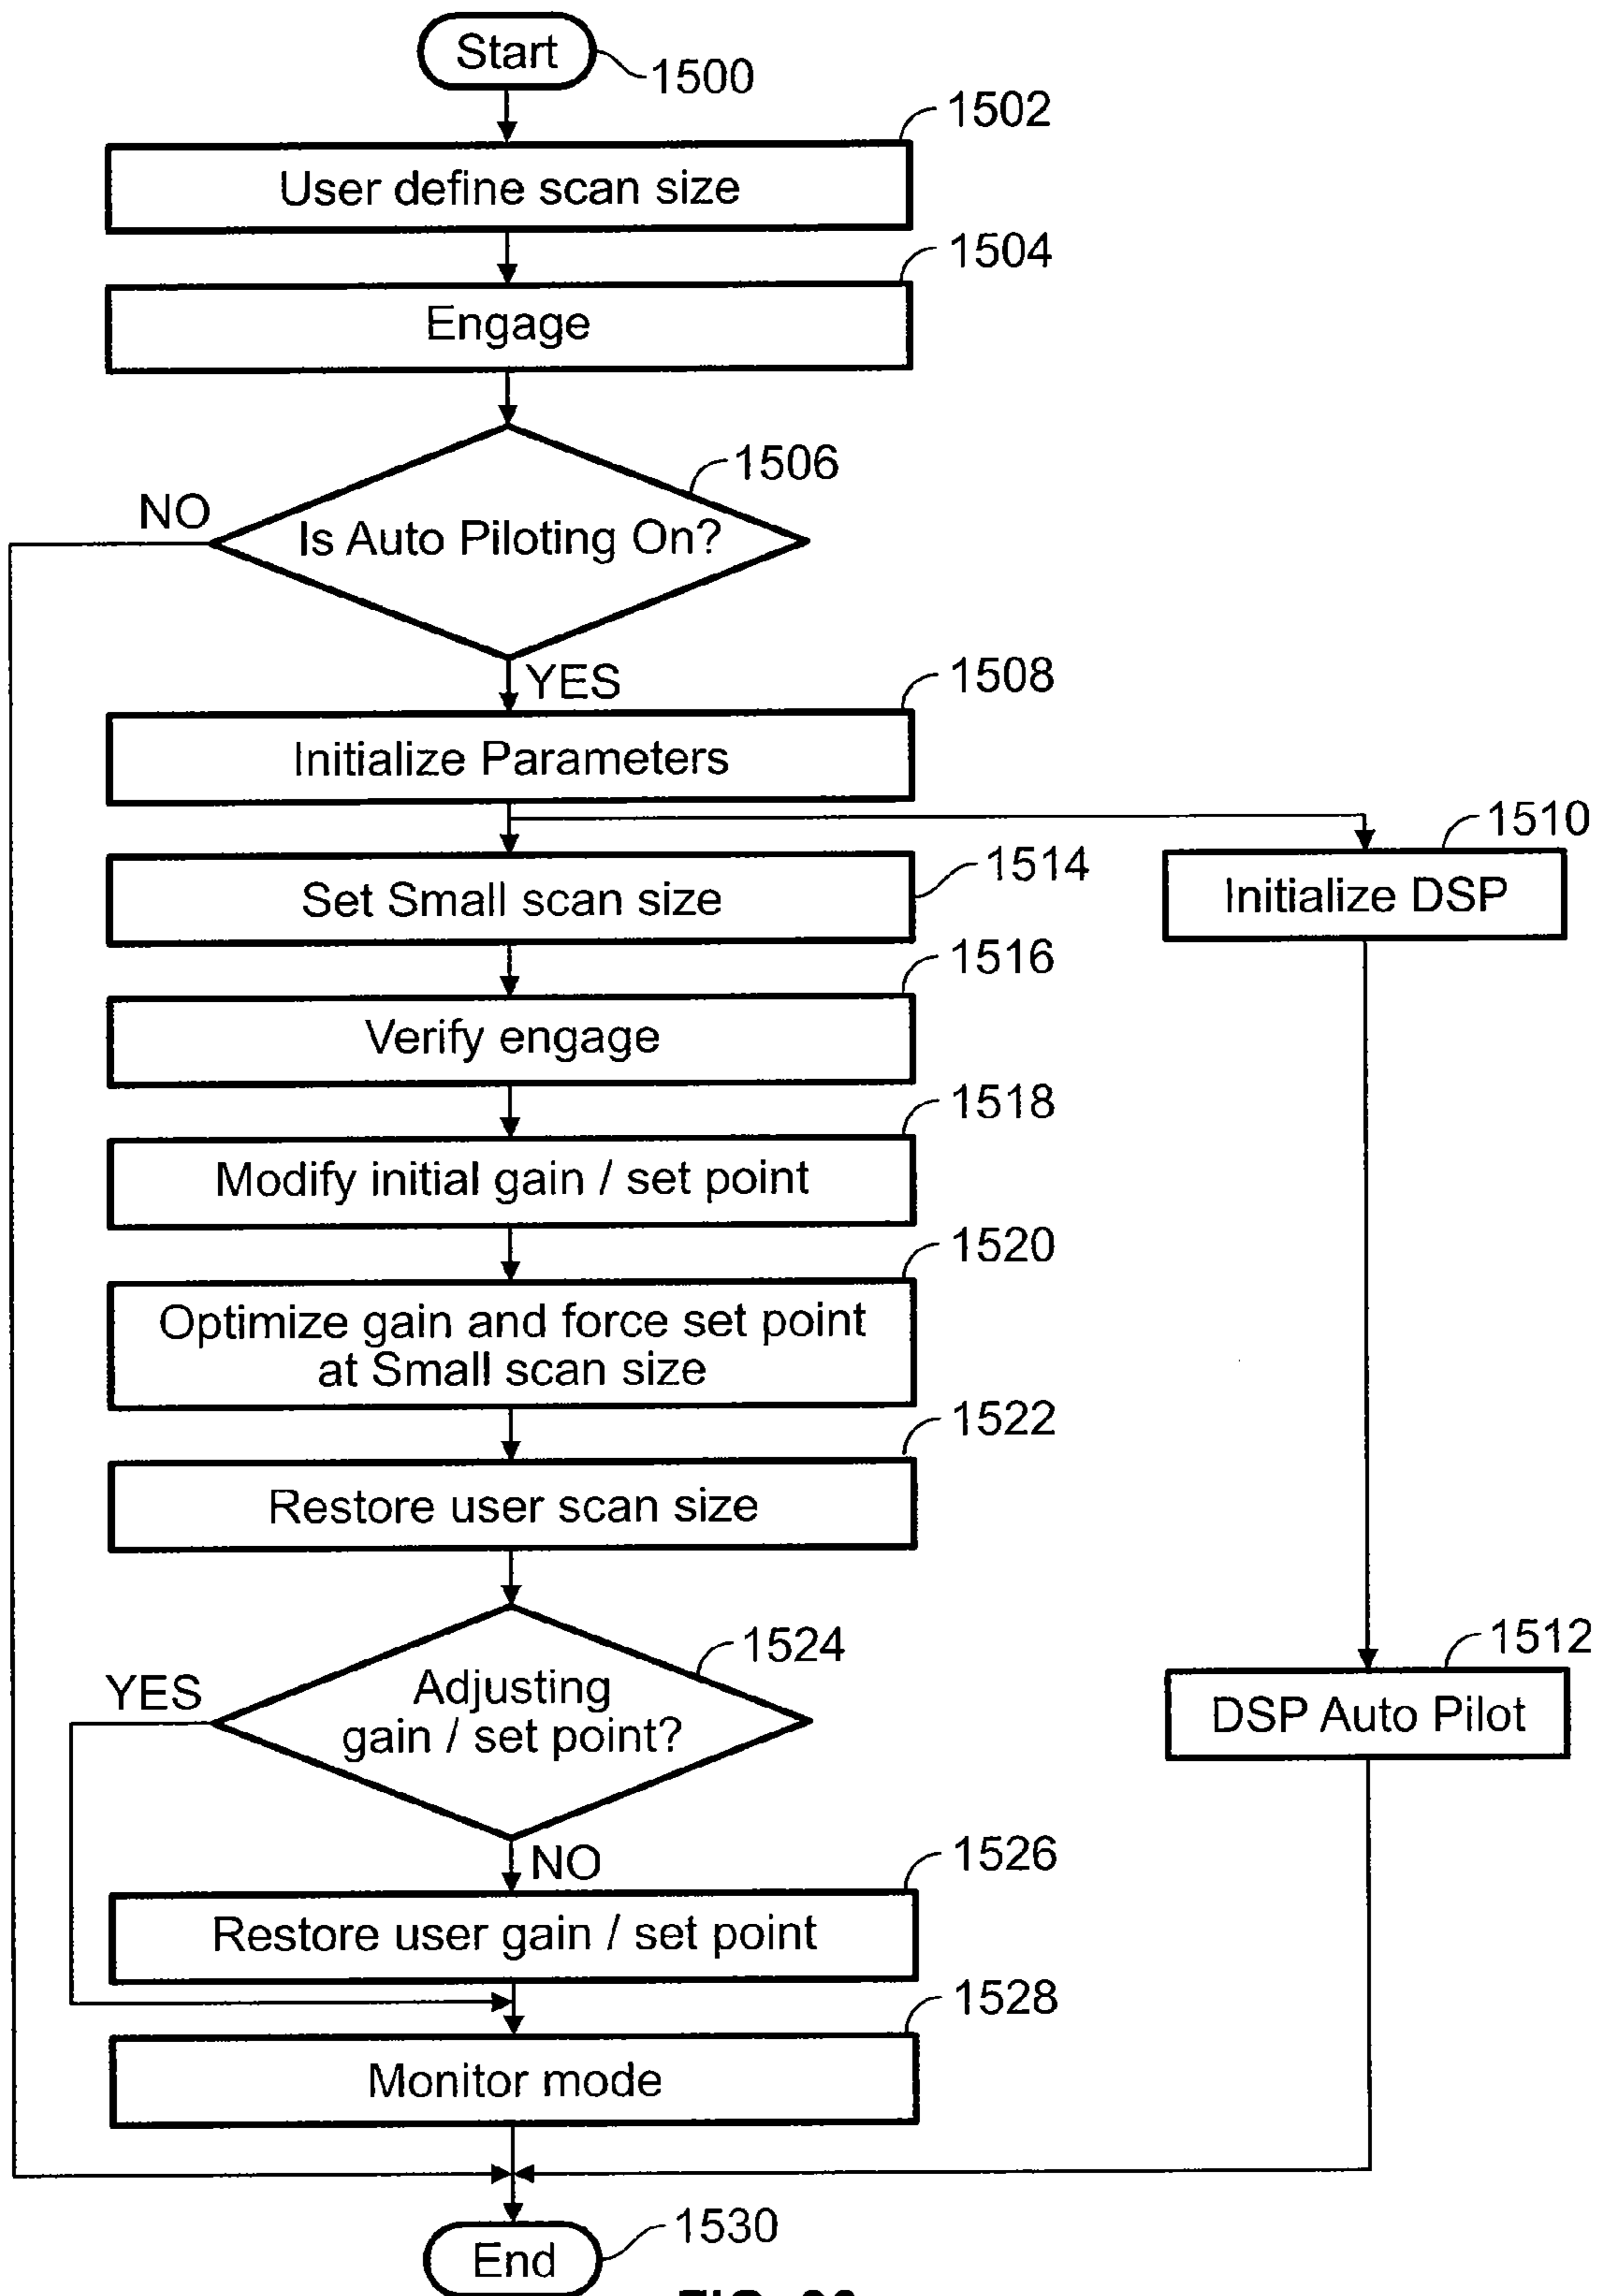 Start
1500
1502
User define scan size
1504
Engage
1506
NO
Is Auto Piloting On?
YES
1508
Initialize Parameters
1510
1514
Set Small scan size
Initialize DSP
1516
Verify engage
1518
Modify initial gain / set point
1520
Optimize gain and force set point
at Small scan size
1522
Restore user scan size
1524
1512
YES
Adjusting
gain / set point?
DSP Auto Pilot
NO
1526
Restore user gain / set point
1528
Monitor mode
1530
End